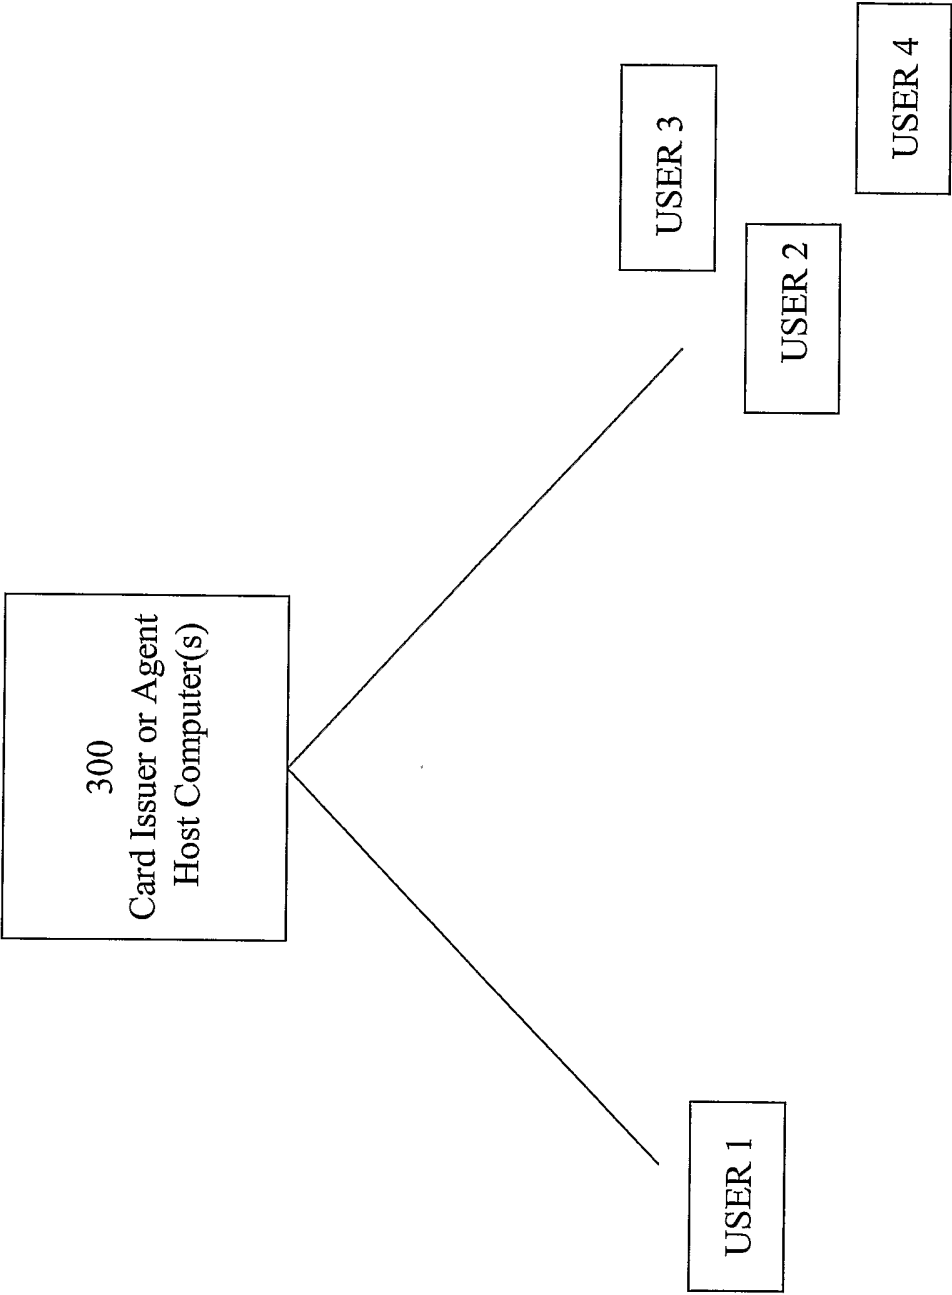 300
Card Issuer or Agent
Host Computer(s)
USER 1
USER 2
USER 3
USER 4